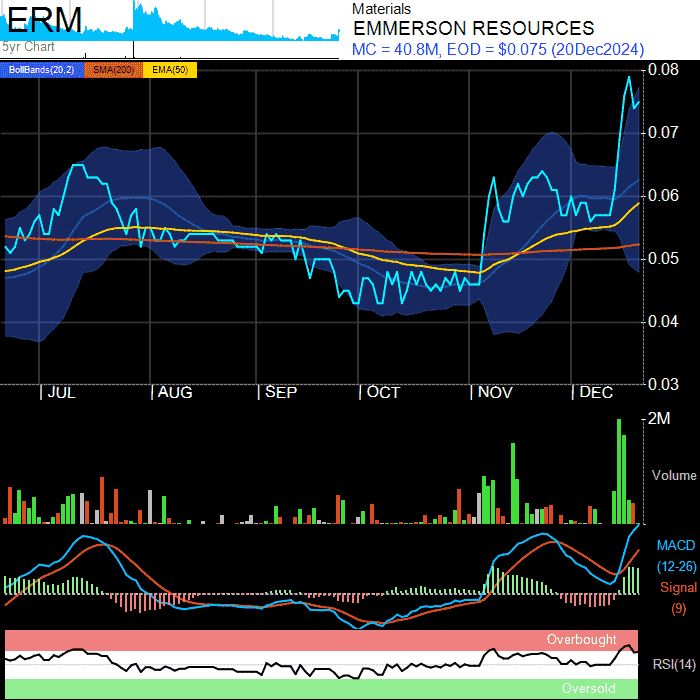 ERM
5yr Chart
Materials
EMMERSON RESOURCES
MC = 40.8M, EOD = $0.075 (20Dec2024)
BollBands(20,2) SMA(200) EMA(50)
0.08
0.07
0.06
0.05
0.04
0.03
JUL AUG SEP OCT NOV DEC
2M
Volume
MACD
(12-26)
Signal
(9)
Overbought
RSI(14)
Oversold